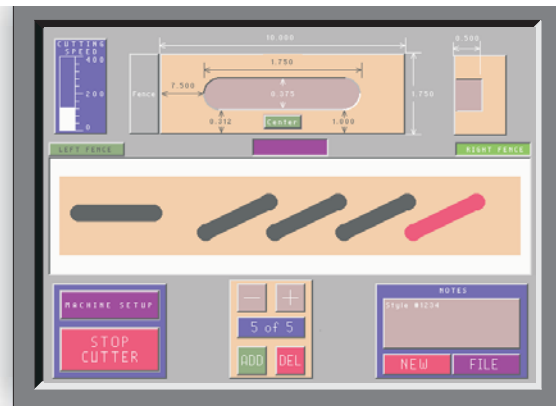 CUTTING
SPEED
400
200
0
10.000
1.750
7.500
Fence
0.375
0.312
Center
1.000
1.750
0.500
LEFT FENCE
RIGHT FENCE
MACHINE SETUP
STOP
CUTTER
5 of 5
ADD
DEL
NOTES
Style #1234
NEW
FILE